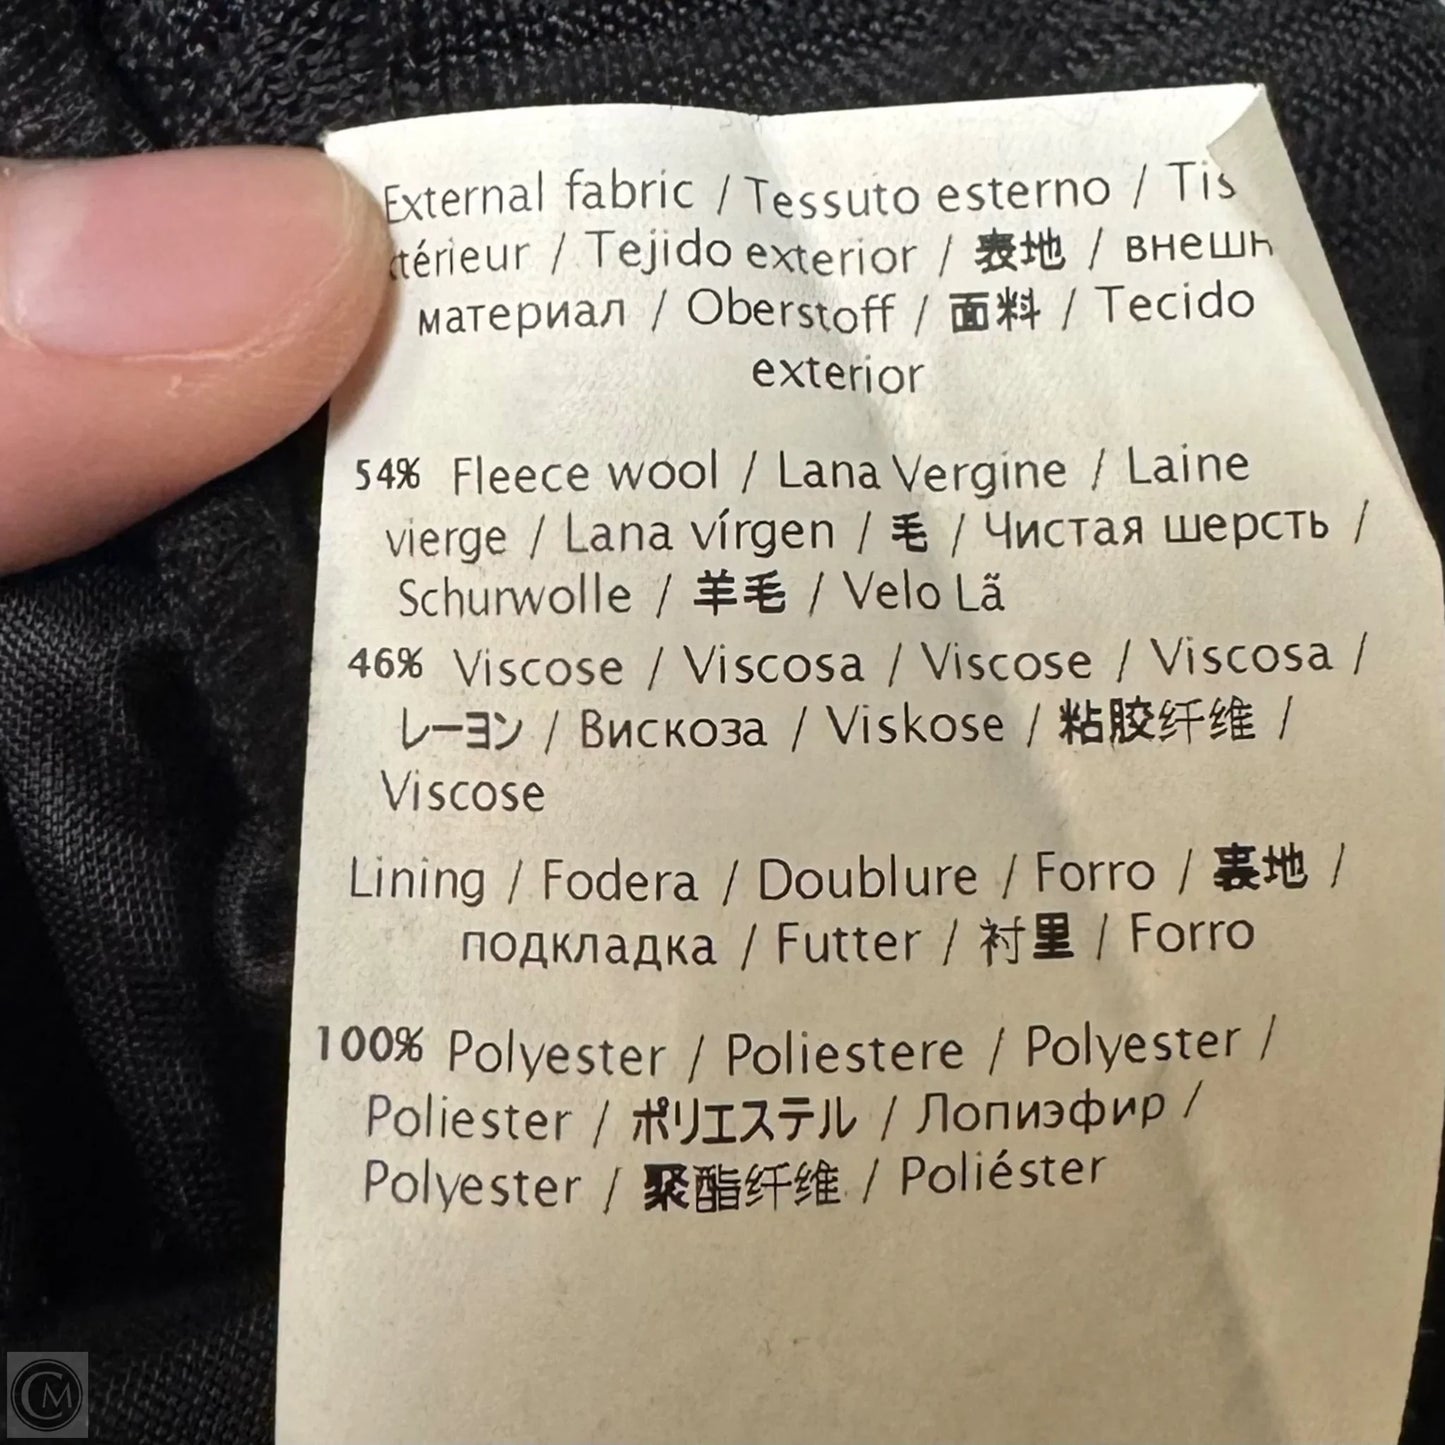 External fabric / Tessuto esterno / Tis
térieur / Tejido exterior / 表地 / внешн
материал / Oberstoff / 面料 / Tecido
exterior
54% Fleece wool / Lana Vergine / Laine
vierge / Lana vírgen / 毛 / Чистая шерсть /
Schurwolle / 羊毛 / Velo Lã
46% Viscose / Viscosa / Viscose / Viscosa /
レーヨン / Вискоза / Viskose / 粘胶纤维 /
Viscose
Lining / Fodera / Doublure / Forro / 裏地 /
подкладка / Futter / 衬里 / Forro
100% Polyester / Poliestere / Polyester /
Poliester / ポリエステル / Лопиэфир /
Polyester / 聚酯纤维 / Poliéster
CM